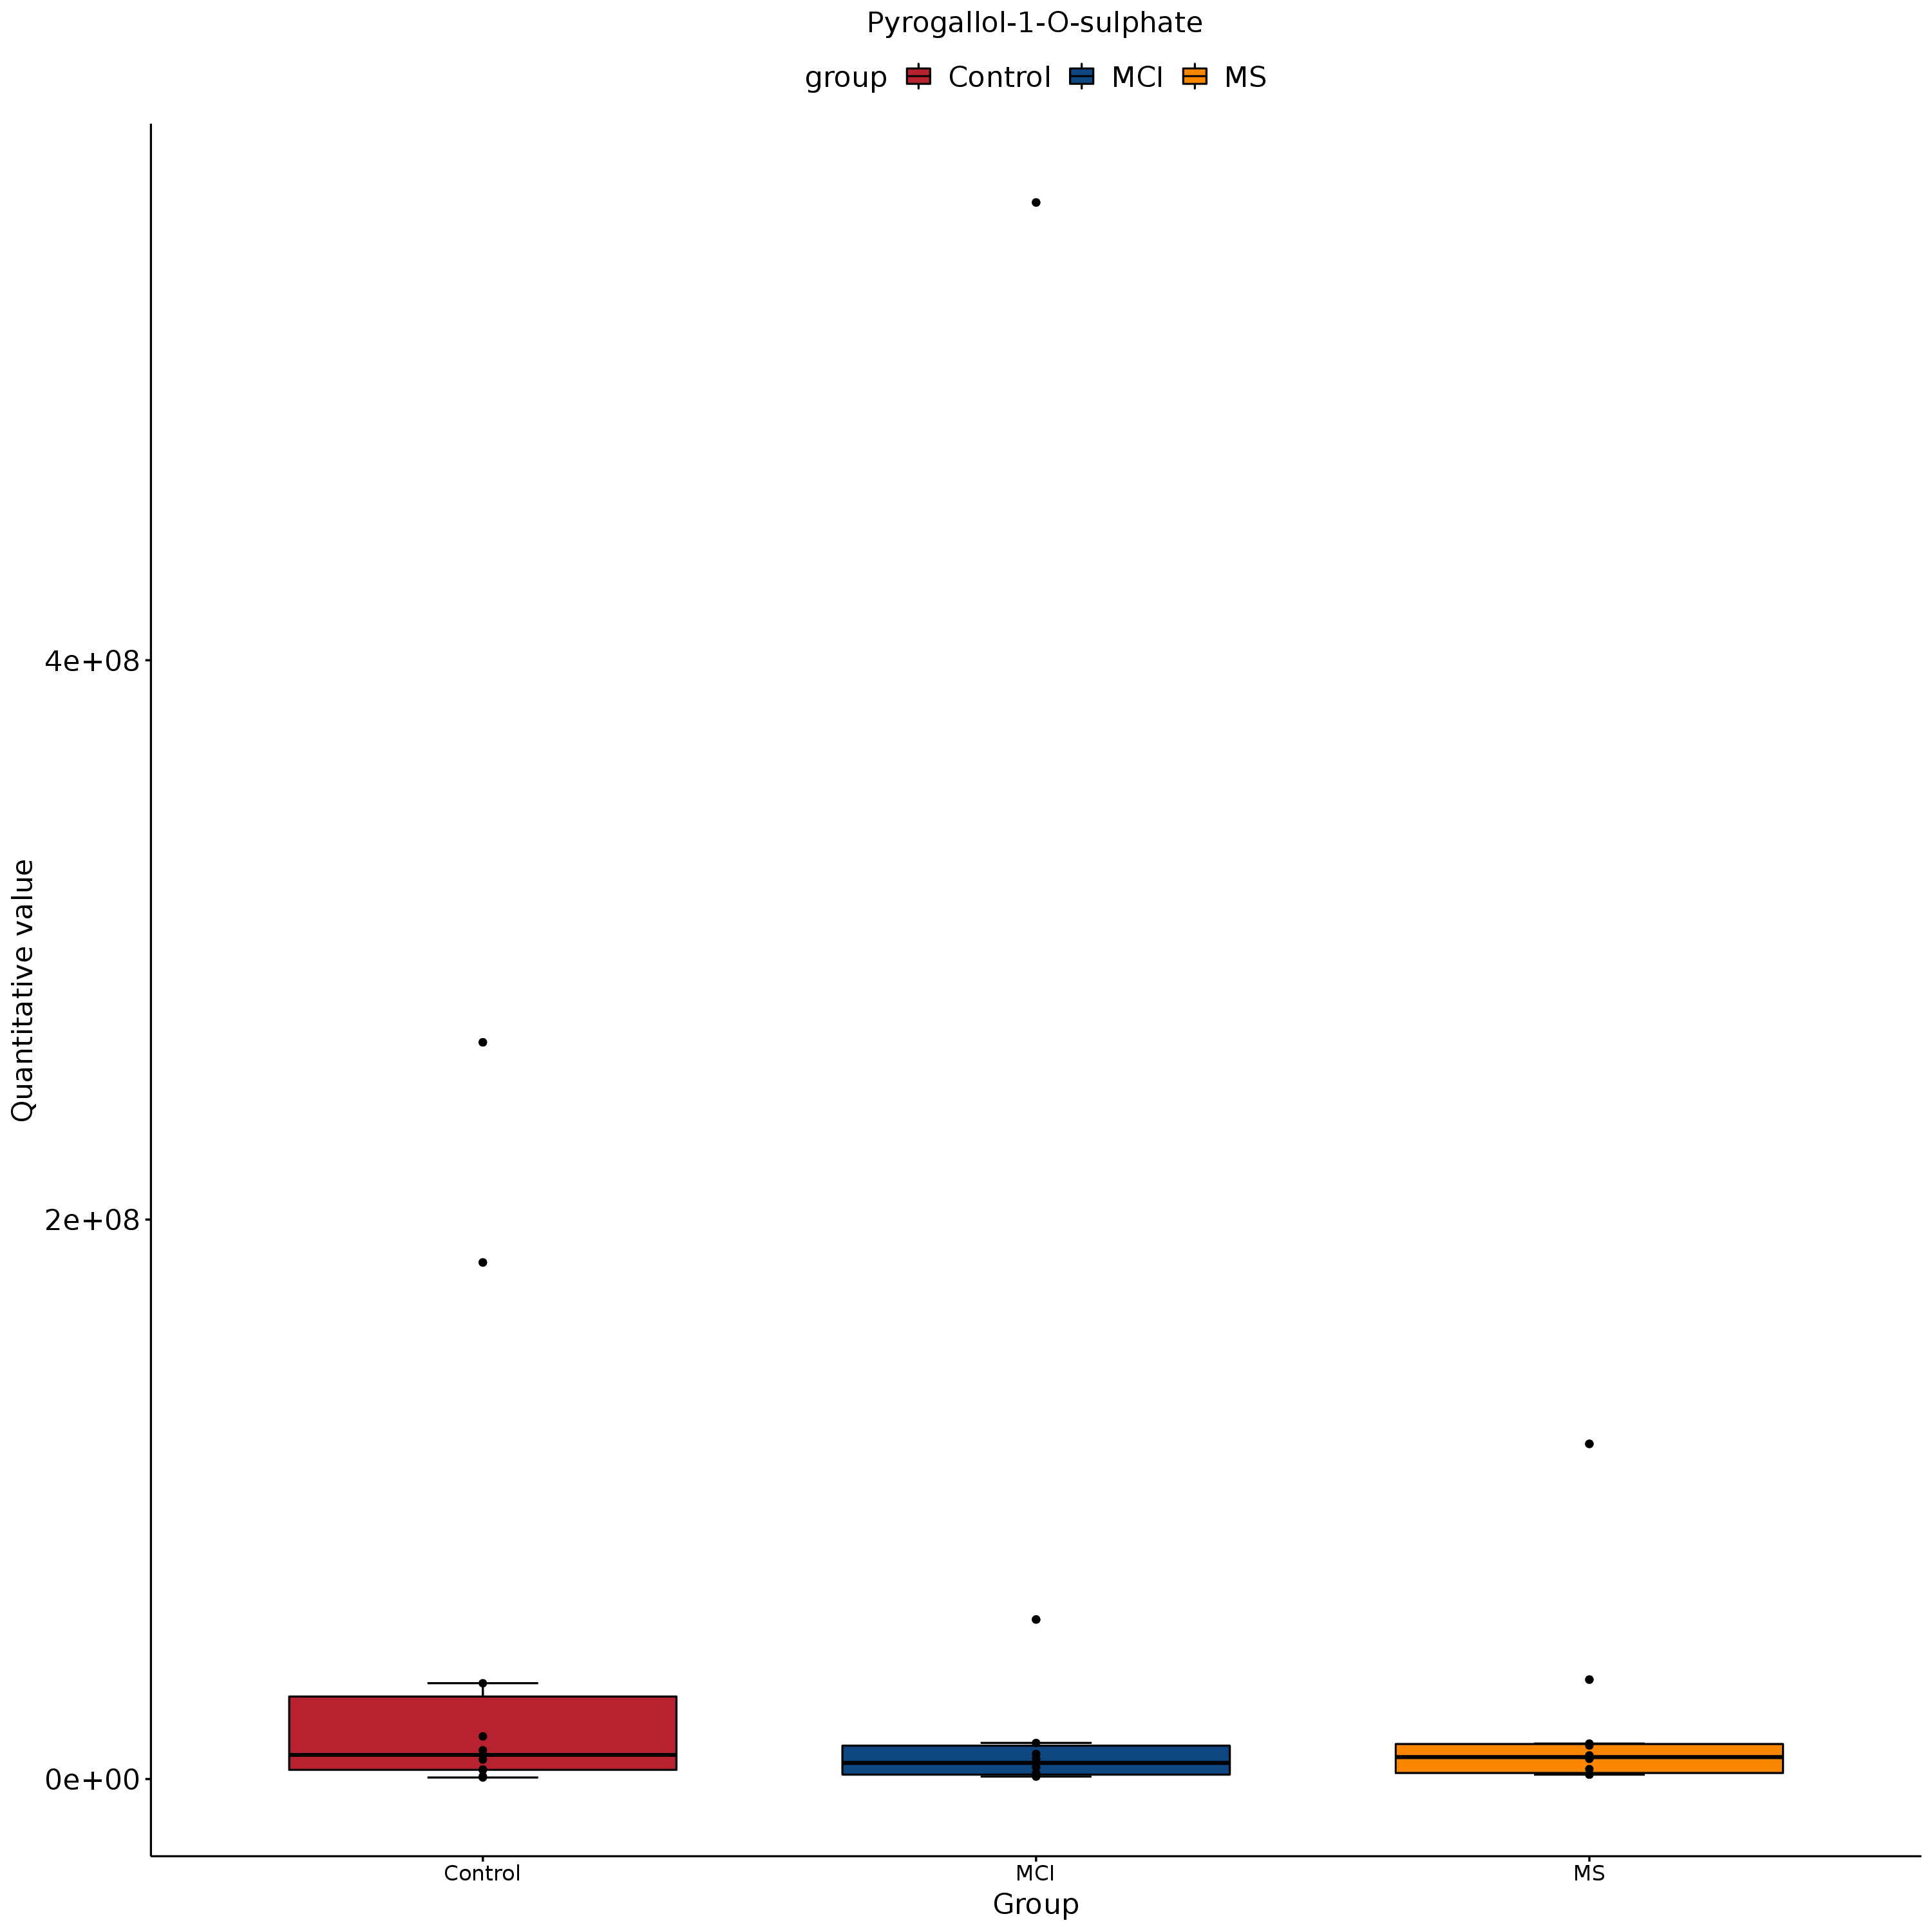 Pyrogallol-1-O-sulphate
group Control MCI MS
Quantitative value
4e+08
2e+08
0e+00
Control MCI MS
Group